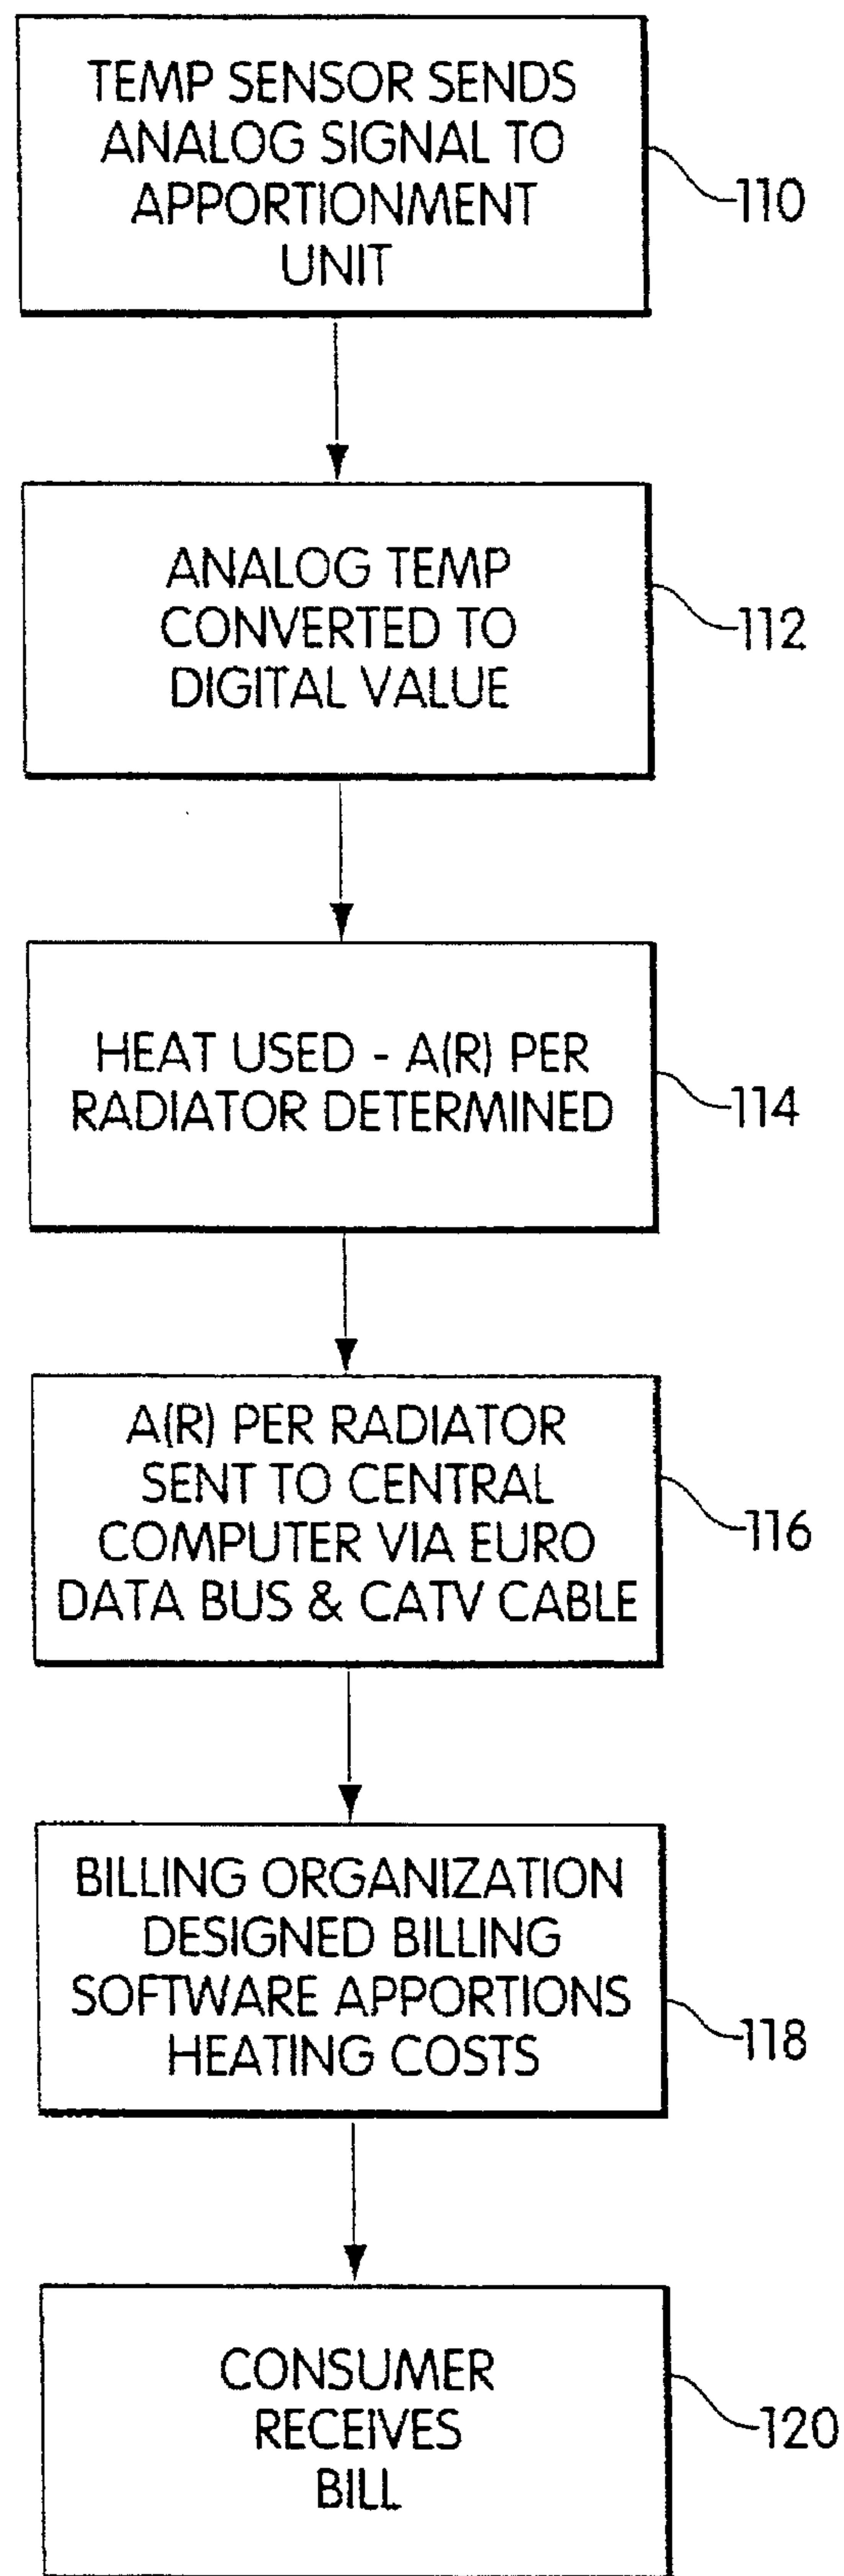 TEMP SENSOR SENDS
ANALOG SIGNAL TO
APPORTIONMENT
UNIT
110
ANALOG TEMP
CONVERTED TO
DIGITAL VALUE
112
HEAT USED - A(R) PER
RADIATOR DETERMINED
114
A(R) PER RADIATOR
SENT TO CENTRAL
COMPUTER VIA EURO
DATA BUS & CATV CABLE
116
BILLING ORGANIZATION
DESIGNED BILLING
SOFTWARE APPORTIONS
HEATING COSTS
118
CONSUMER
RECEIVES
BILL
120